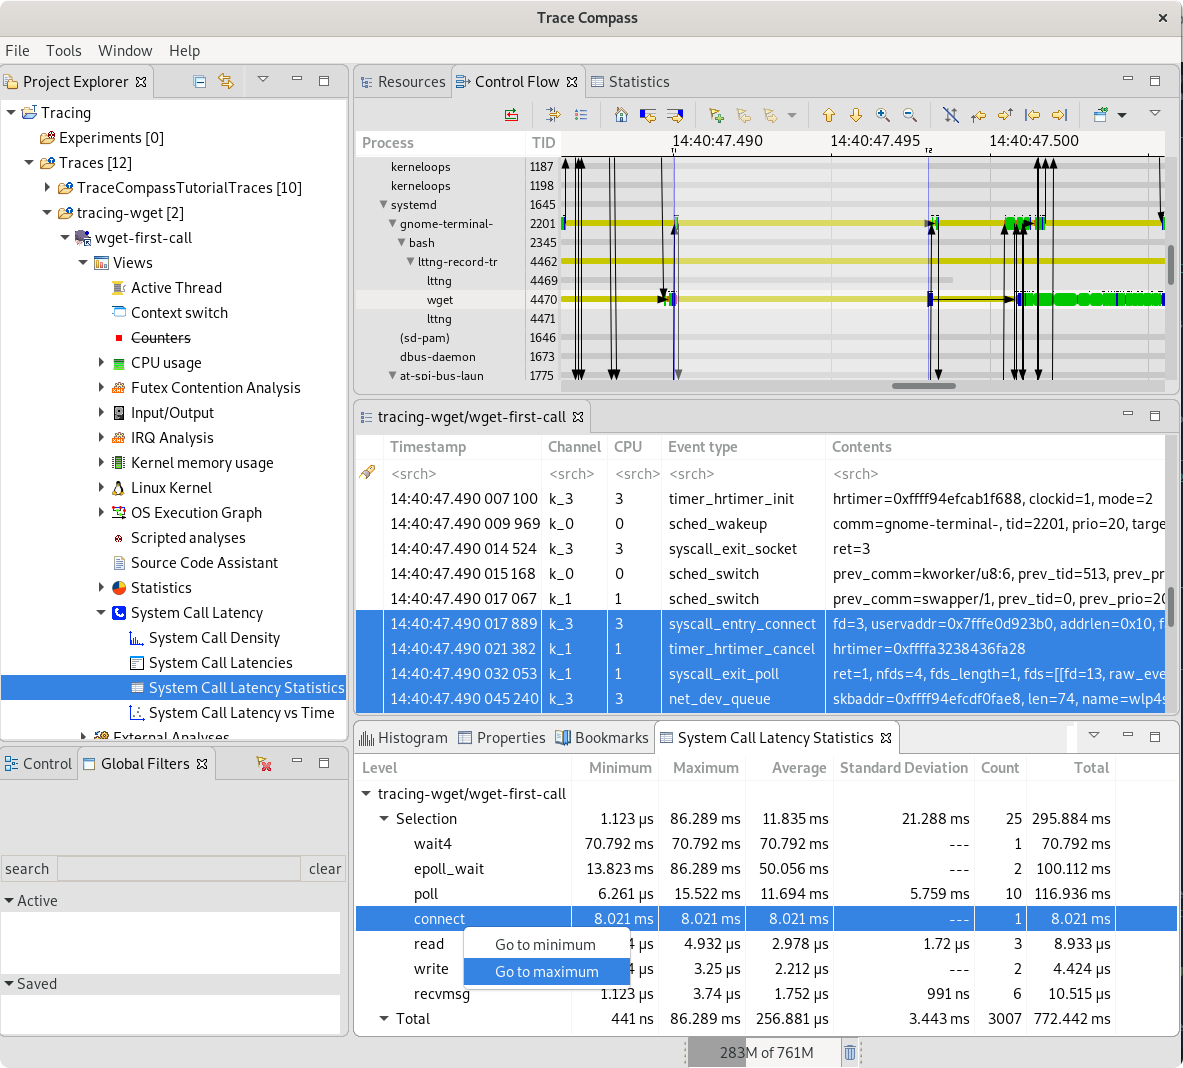 Trace Compass
File Tools Window Help
Project Explorer
Tracing
Experiments [0]
Traces [12]
TraceCompassTutorialTraces [10]
tracing-wget [2]
wget-first-call
Views
Active Thread
Context switch
Counters
CPU usage
Futex Contention Analysis
Input/Output
IRQ Analysis
Kernel memory usage
Linux Kernel
OS Execution Graph
Scripted analyses
Source Code Assistant
Statistics
System Call Latency
System Call Density
System Call Latencies
System Call Latency Statistics
System Call Latency vs Time
External Analyses
Control Global Filters
search clear
Active
Saved
Resources Control Flow Statistics
Process TID 14:40:47.490 14:40:47.495 14:40:47.500
kerneloops 1187
kerneloops 1198
systemd 1645
gnome-terminal- 2201
bash 2345
lttng-record-tr 4462
lttng 4469
wget 4470
lttng 4471
(sd-pam) 1646
dbus-daemon 1673
at-spi-bus-laun 1775
tracing-wget/wget-first-call
Timestamp Channel CPU Event type Contents
<srch> <srch> <srch> <srch> <srch>
14:40:47.490 007 100 k_3 3 timer_hrtimer_init hrtimer=0xffff94efcab1f688, clockid=1, mode=2
14:40:47.490 009 969 k_0 0 sched_wakeup comm=gnome-terminal-, tid=2201, prio=20, targe
14:40:47.490 014 524 k_3 3 syscall_exit_socket ret=3
14:40:47.490 015 168 k_0 0 sched_switch prev_comm=kworker/u8:6, prev_tid=513, prev_pr
14:40:47.490 017 067 k_1 1 sched_switch prev_comm=swapper/1, prev_tid=0, prev_prio=20
14:40:47.490 017 889 k_3 3 syscall_entry_connect fd=3, uservaddr=0x7fffe0d923b0, addrlen=0x10, f
14:40:47.490 021 382 k_1 1 timer_hrtimer_cancel hrtimer=0xffffa3238436fa28
14:40:47.490 032 053 k_1 1 syscall_exit_poll ret=1, nfds=4, fds_length=1, fds=[[fd=13, raw_eve
14:40:47.490 045 240 k_3 3 net_dev_queue skbaddr=0xffff94efcdf0fae8, len=74, name=wlp4s
Histogram Properties Bookmarks System Call Latency Statistics
Level Minimum Maximum Average Standard Deviation Count Total
tracing-wget/wget-first-call
Selection 1.123 µs 86.289 ms 11.835 ms 21.288 ms 25 295.884 ms
wait4 70.792 ms 70.792 ms 70.792 ms --- 1 70.792 ms
epoll_wait 13.823 ms 86.289 ms 50.056 ms --- 2 100.112 ms
poll 6.261 µs 15.522 ms 11.694 ms 5.759 ms 10 116.936 ms
connect 8.021 ms 8.021 ms 8.021 ms --- 1 8.021 ms
read 4 µs 4.932 µs 2.978 µs 1.72 µs 3 8.933 µs
Go to minimum
write 4 µs 3.25 µs 2.212 µs --- 2 4.424 µs
Go to maximum
recvmsg 1.123 µs 3.74 µs 1.752 µs 991 ns 6 10.515 µs
Total 441 ns 86.289 ms 256.881 µs 3.443 ms 3007 772.442 ms
283M of 761M